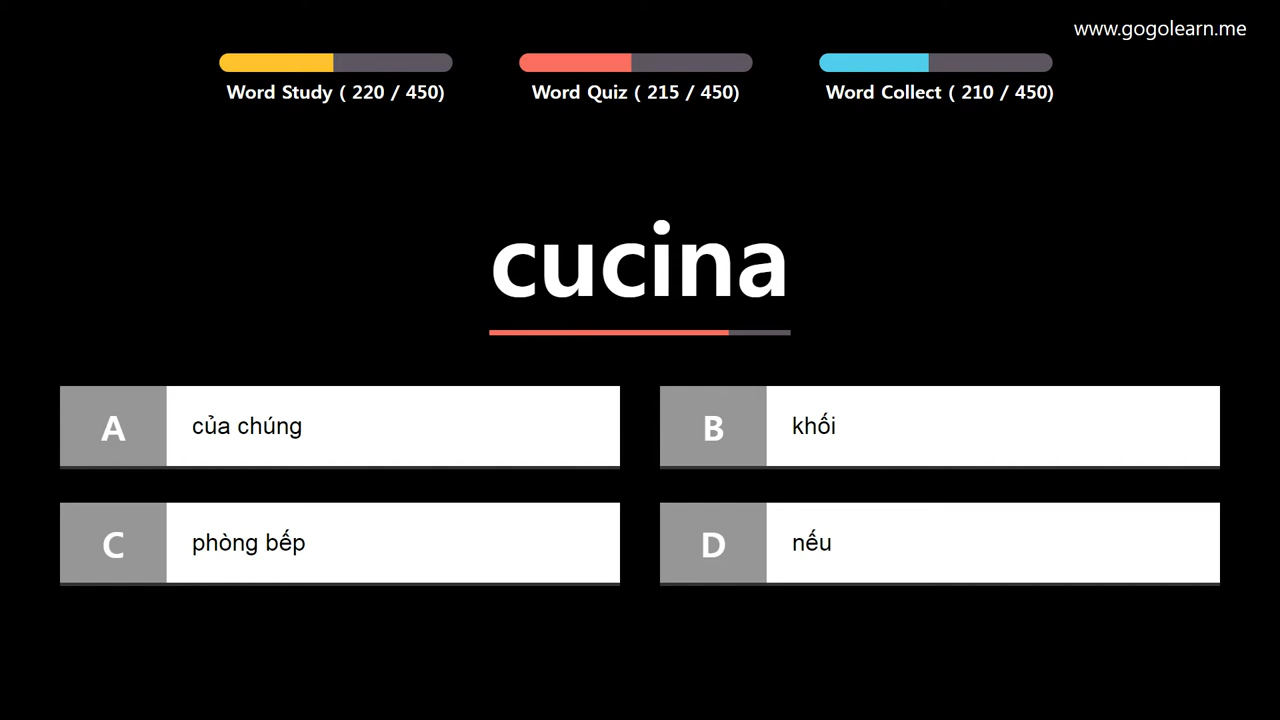 www.gogolearn.me
Word Study ( 220 / 450)
Word Quiz ( 215 / 450)
Word Collect ( 210 / 450)
cucina
A
của chúng
B
khối
C
phòng bếp
D
nếu